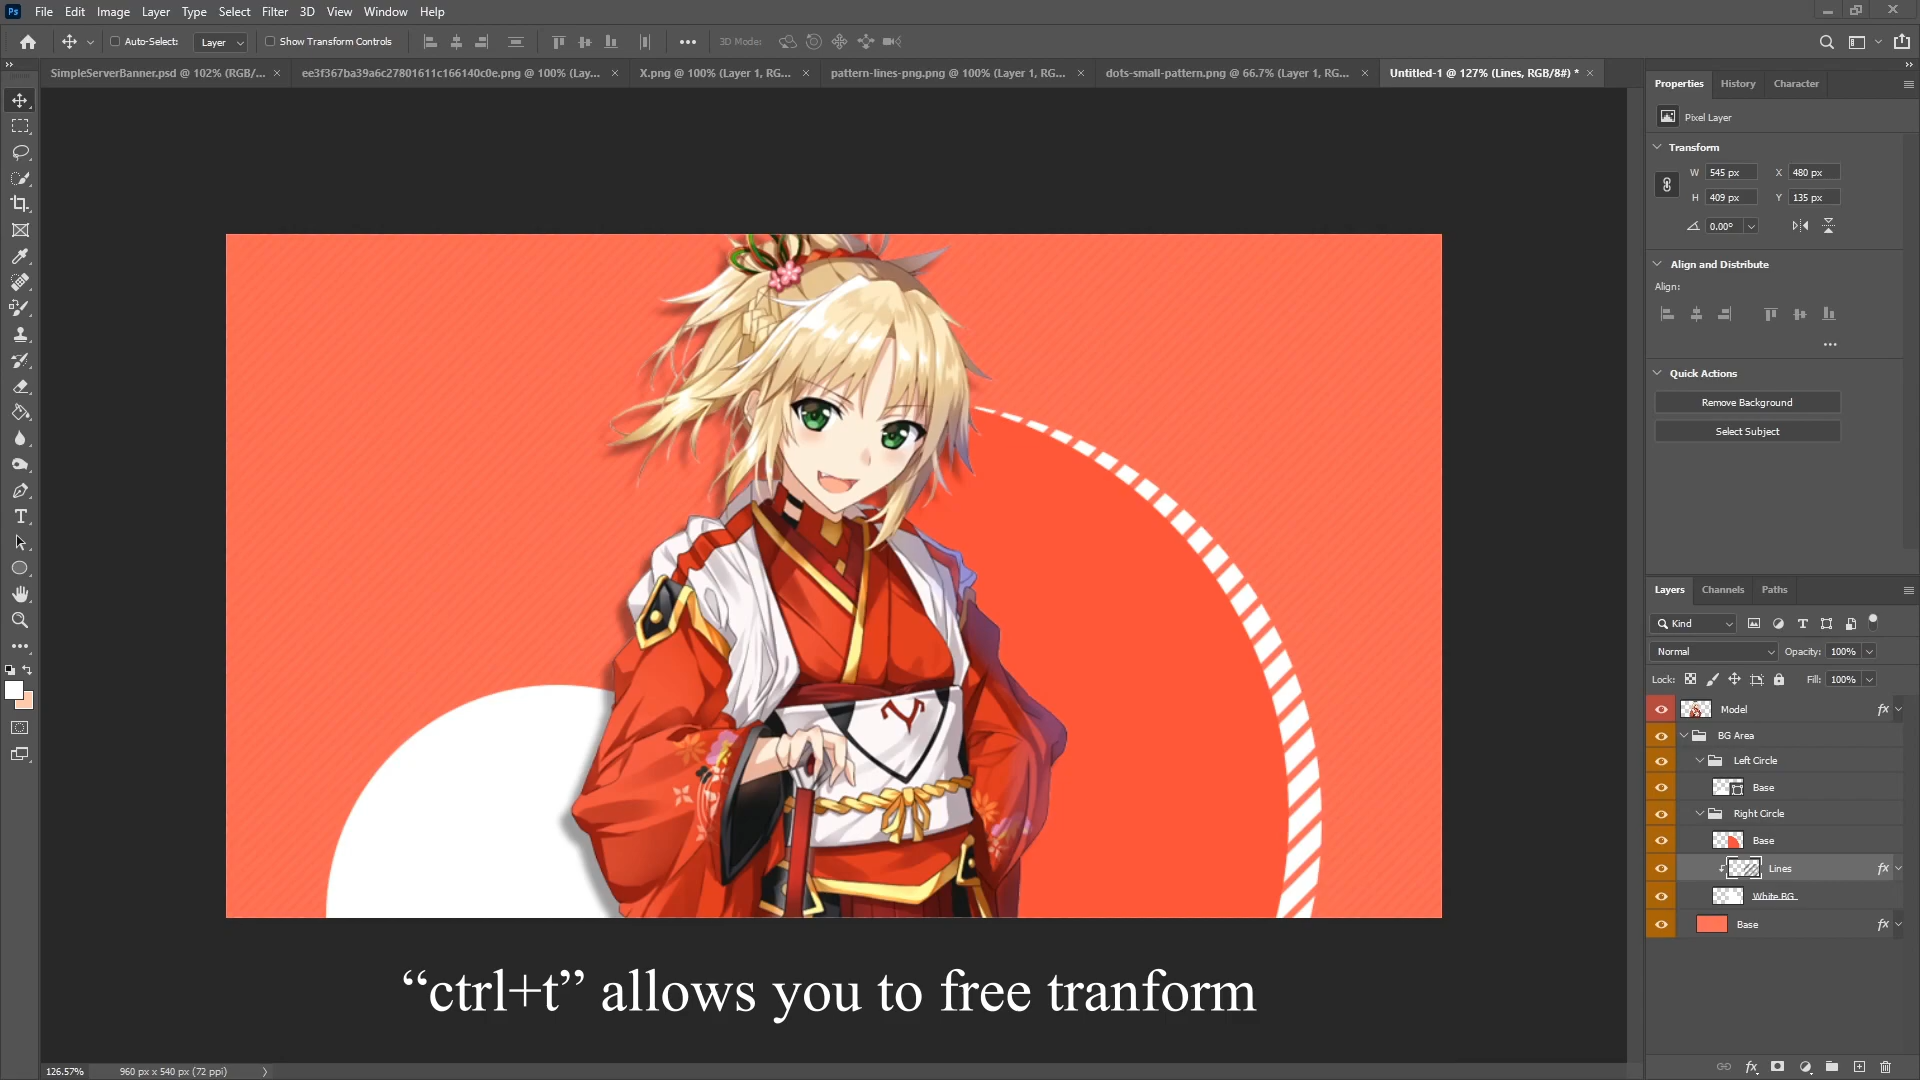 Ps File Edit Image Layer Type Select Filter 3D View Window Help
Auto-Select: Layer Show Transform Controls 3D Mode:
SimpleServerBanner.psd @ 102% (RGB/... × ee3f367ba39a6c27801611c166140c0e.png @ 100% (Lay... × X.png @ 100% (Layer 1, RG... × pattern-lines-png.png @ 100% (Layer 1, RG... × dots-small-pattern.png @ 66.7% (Layer 1, RG... × Untitled-1 @ 127% (Lines, RGB/8#) * ×
Properties History Character
Pixel Layer
Transform
W 545 px X 480 px
H 409 px Y 135 px
0.00°
Align and Distribute
Align:
Quick Actions
Remove Background
Select Subject
Layers Channels Paths
Kind
Normal Opacity: 100%
Lock: Fill: 100%
Model fx
BG Area
Left Circle
Base
Right Circle
Base
Lines fx
White BG
Base fx
“ctrl+t” allows you to free tranform
126.57% 960 px x 540 px (72 ppi)